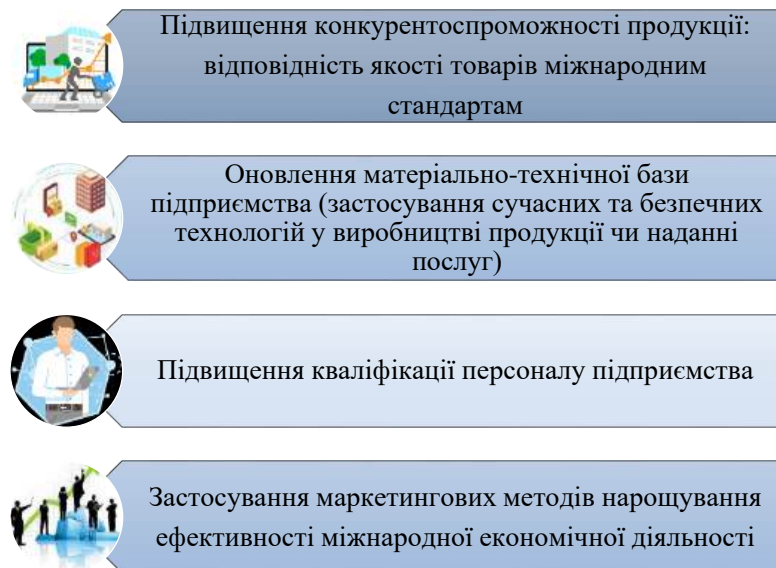 Підвищення конкурентоспроможності продукції:
відповідність якості товарів міжнародним
стандартам
Оновлення матеріально-технічної бази
підприємства (застосування сучасних та безпечних
технологій у виробництві продукції чи наданні
послуг)
Підвищення кваліфікації персоналу підприємства
Застосування маркетингових методів нарощування
ефективності міжнародної економічної діяльності